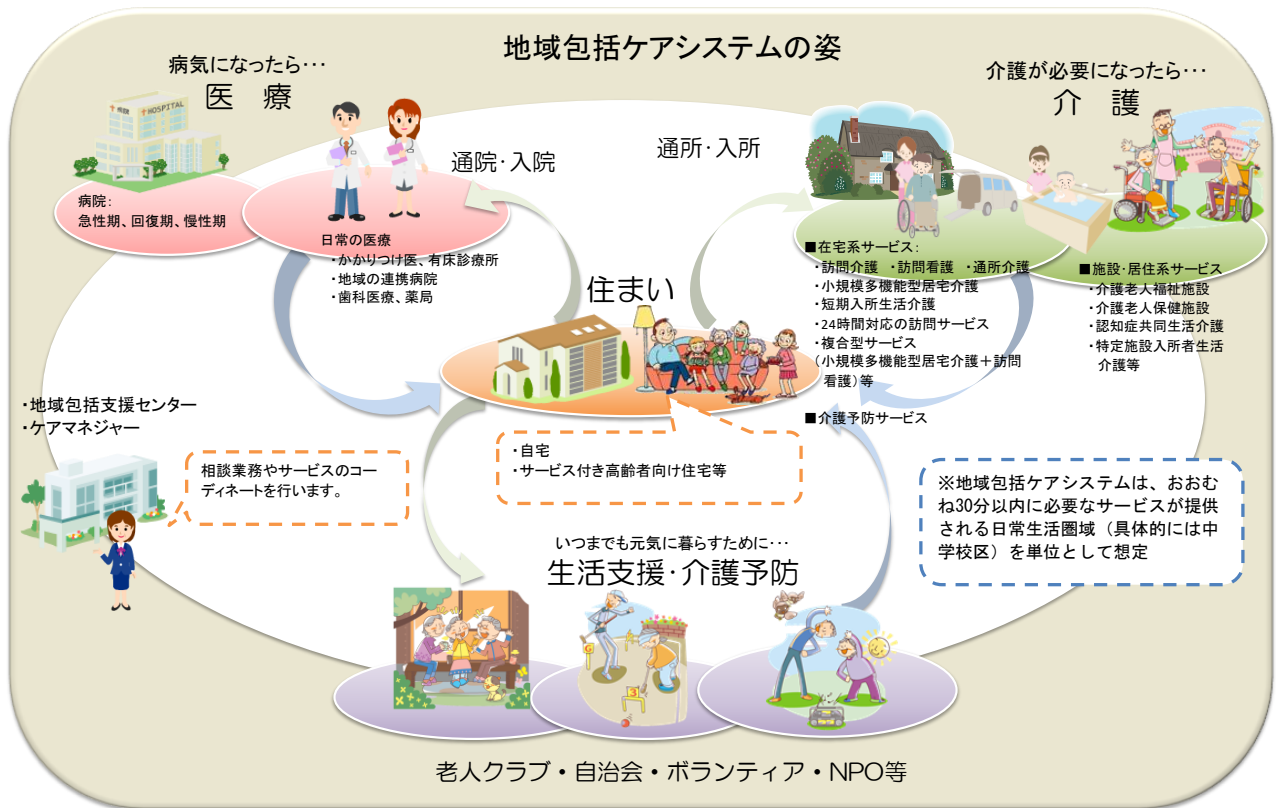 地域包括ケアシステムの姿
病気になったら･･･
医 療
介護が必要になったら･･･
介 護
病院
HOSPITAL
通院･入院
通所･入所
病院：
急性期、回復期、慢性期
日常の医療
・かかりつけ医、有床診療所
・地域の連携病院
・歯科医療、薬局
住まい
■在宅系サービス：
・訪問介護 ・訪問看護 ・通所介護
・小規模多機能型居宅介護
・短期入所生活介護
・24時間対応の訪問サービス
・複合型サービス
（小規模多機能型居宅介護＋訪問
看護）等
■介護予防サービス
■施設・居住系サービス
・介護老人福祉施設
・介護老人保健施設
・認知症共同生活介護
・特定施設入所者生活
介護等
・地域包括支援センター
・ケアマネジャー
相談業務やサービスのコー
ディネートを行います。
・自宅
・サービス付き高齢者向け住宅等
※地域包括ケアシステムは、おおむ
ね30分以内に必要なサービスが提供
される日常生活圏域（具体的には中
学校区）を単位として想定
いつまでも元気に暮らすために･･･
生活支援･介護予防
3
老人クラブ・自治会・ボランティア・NPO等